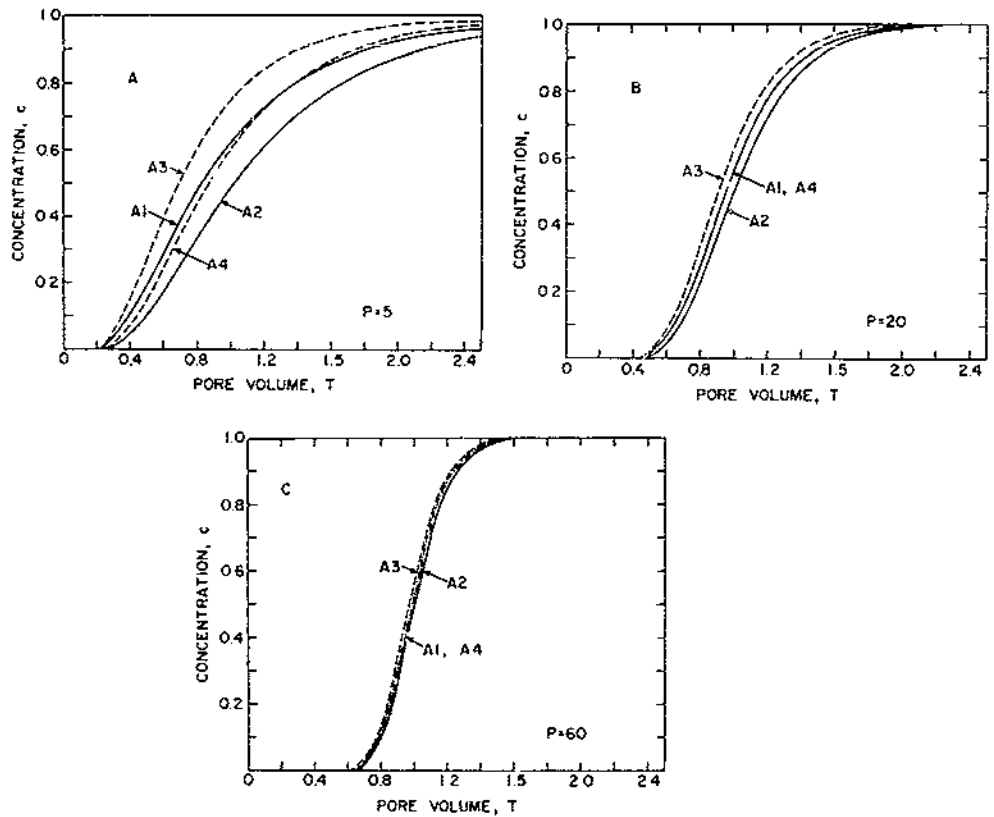 1.0
0.8
0.6
0.4
0.2
CONCENTRATION, c
A
A3
A1
A2
A4
P=5
0 0.4 0.8 1.2 1.6 2.0 2.4
PORE VOLUME, T
1.0
0.8
0.6
0.4
0.2
CONCENTRATION, c
B
A3
A1, A4
A2
P=20
0 0.4 0.8 1.2 1.6 2.0 2.4
PORE VOLUME, T
1.0
0.8
0.6
0.4
0.2
CONCENTRATION, c
C
A3
A2
A1, A4
P=60
0 0.4 0.8 1.2 1.6 2.0 2.4
PORE VOLUME, T